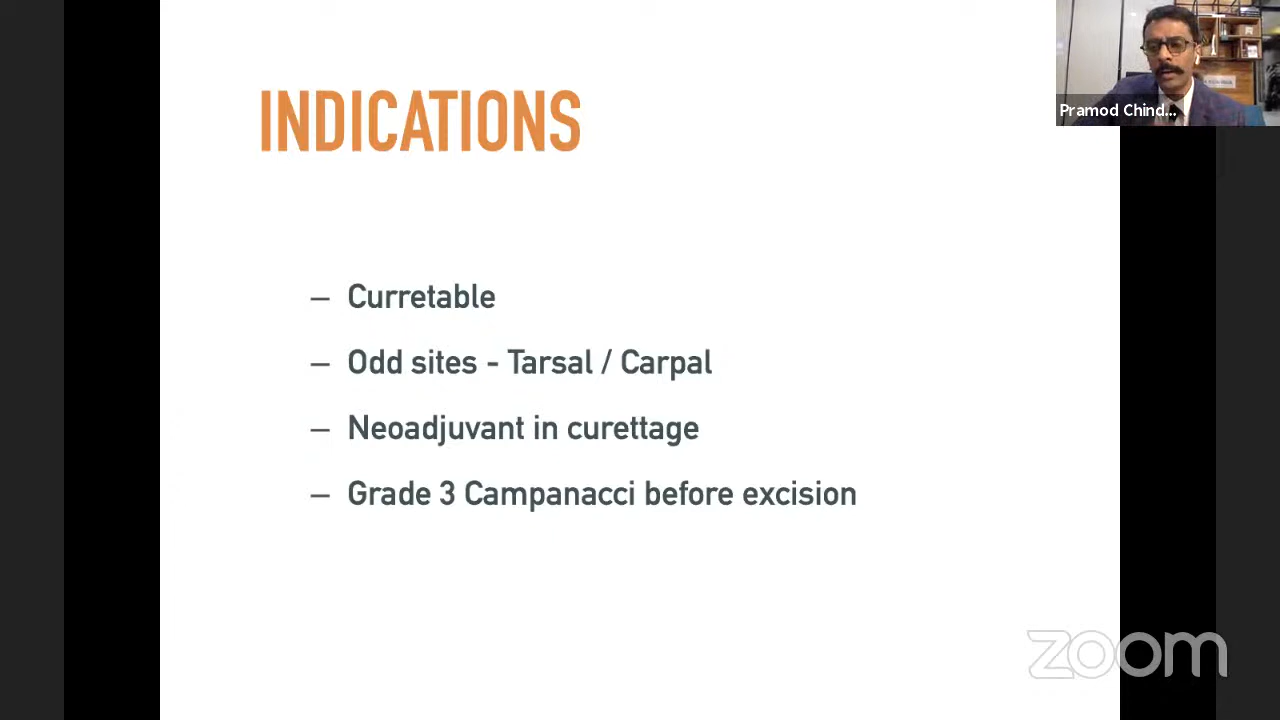 INDICATIONS
– Curretable
– Odd sites - Tarsal / Carpal
– Neoadjuvant in curettage
– Grade 3 Campanacci before excision
Pramod Chind...
zoom